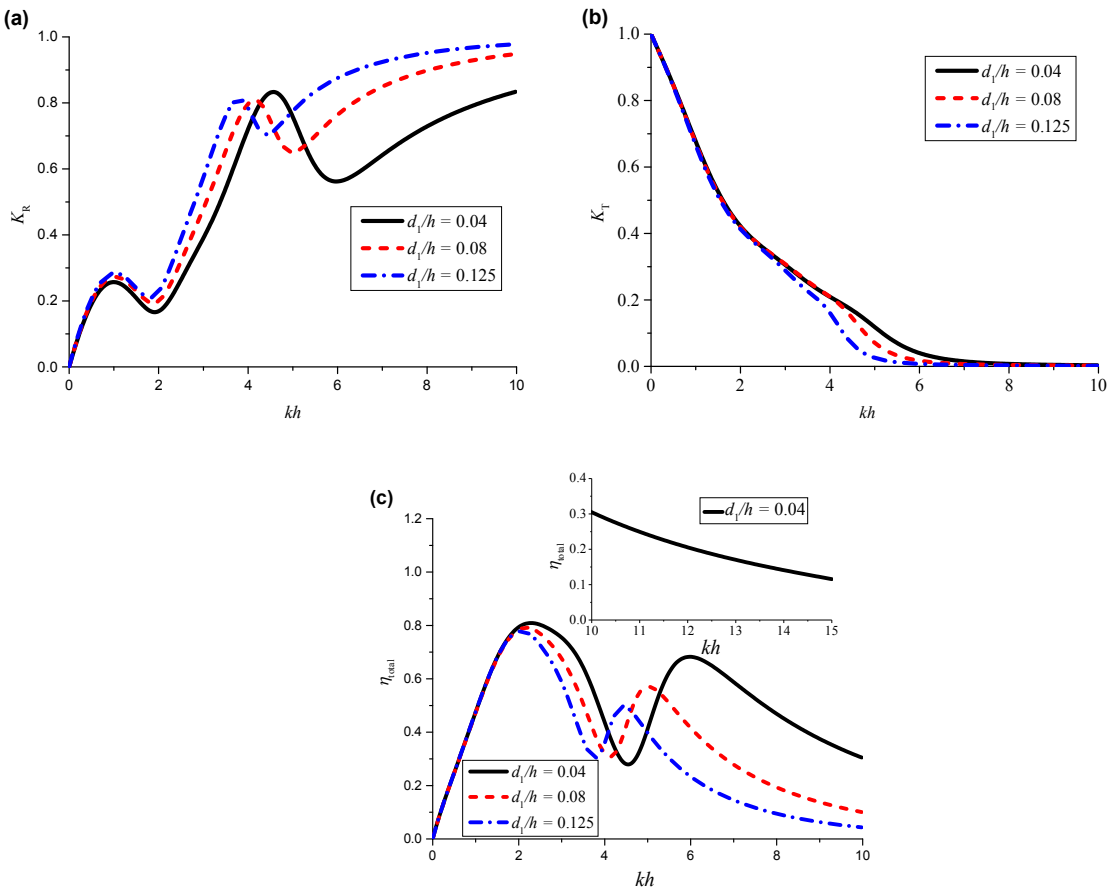 (a)
1.0
0.8
0.6
0.4
0.2
0.0
K_R
0 2 4 6 8 10
kh
d_1/h = 0.04
d_1/h = 0.08
d_1/h = 0.125
(b)
1.0
0.8
0.6
0.4
0.2
0.0
K_T
0 2 4 6 8 10
kh
d_1/h = 0.04
d_1/h = 0.08
d_1/h = 0.125
(c)
1.2
1.0
0.8
0.6
0.4
0.2
0.0
η_total
0 2 4 6 8 10
kh
d_1/h = 0.04
d_1/h = 0.08
d_1/h = 0.125
0.4
0.3
0.2
0.1
0.0
η_total
10 11 12 13 14 15
kh
d_1/h = 0.04